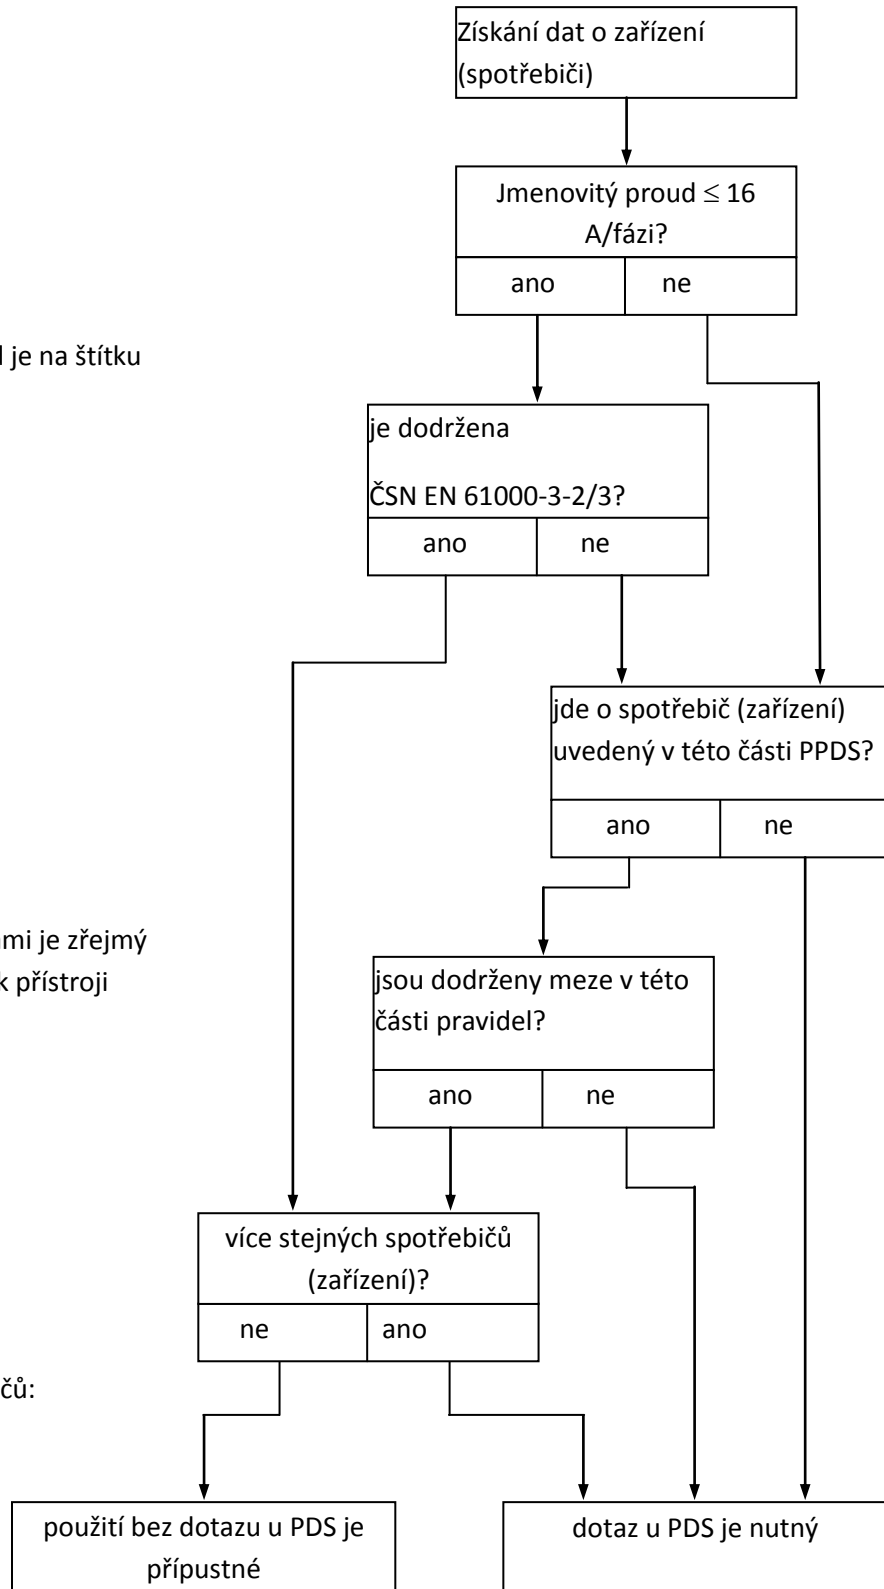 Získání dat o zařízení
(spotřebiči)
Jmenovitý proud ≤ 16
A/fázi?
ano
ne
je na štítku
je dodržena
ČSN EN 61000-3-2/3?
ano
ne
jde o spotřebič (zařízení)
uvedený v této části PPDS?
ano
ne
je zřejmý
k přístroji
jsou dodrženy meze v této
části pravidel?
ano
ne
více stejných spotřebičů
(zařízení)?
ne
ano
čů:
použití bez dotazu u PDS je
přípustné
dotaz u PDS je nutný